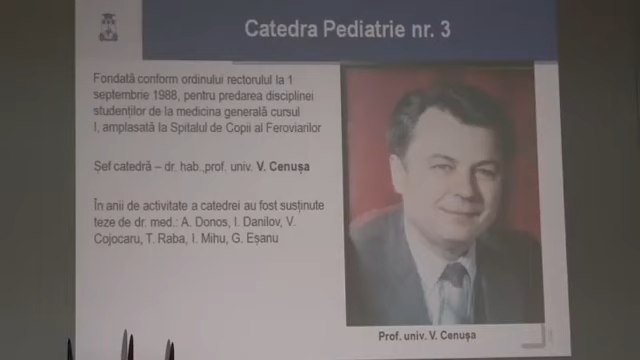 Catedra Pediatrie nr. 3
Fondată conform ordinului rectorului la 1
septembrie 1988, pentru predarea disciplinei
studenților de la medicina generală cursul
I, amplasată la Spitalul de Copii al Feroviarilor
Șef catedră – dr. hab.,prof. univ. V. Cenușa
În anii de activitate a catedrei au fost susținute
teze de dr. med.: A. Donos, I. Danilov, V.
Cojocaru, T. Raba, I. Mihu, G. Eșanu
Prof. univ. V. Cenușa